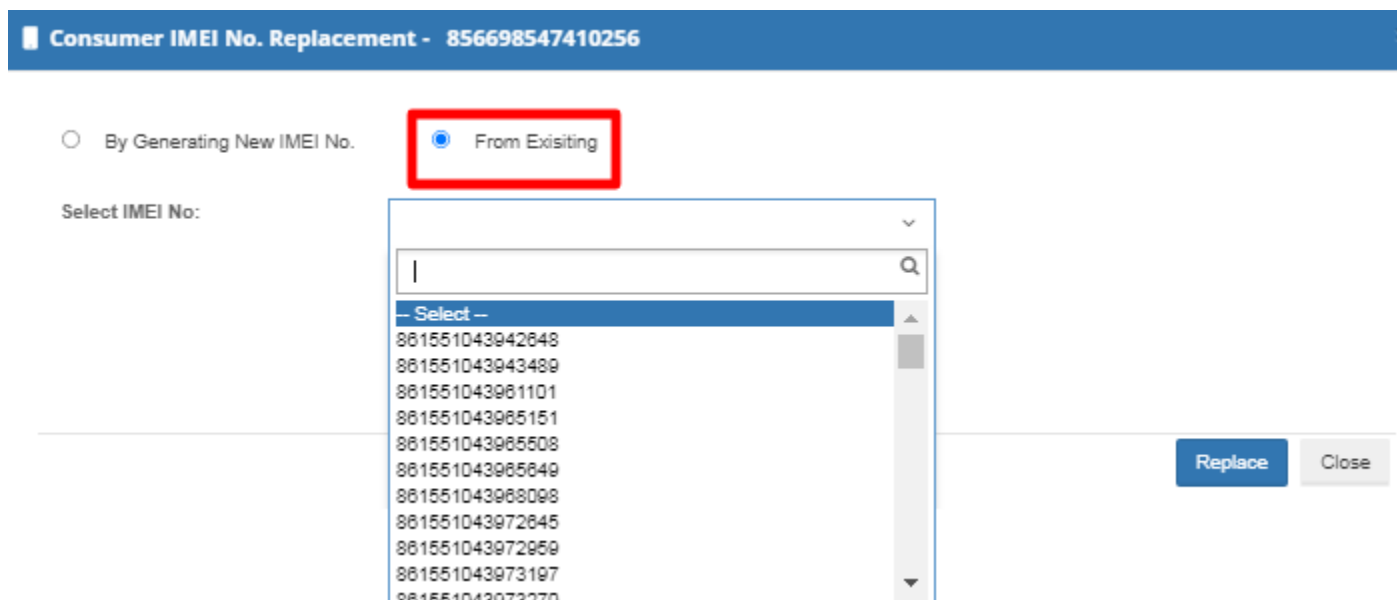 Consumer IMEI No. Replacement - 856698547410256
By Generating New IMEI No. From Exisiting
Select IMEI No:
-- Select --
861551043942648
861551043943489
861551043961101
861551043965151
861551043965508
861551043965649
861551043968098
861551043972645
861551043972959
861551043973197
861551043973270
Replace Close